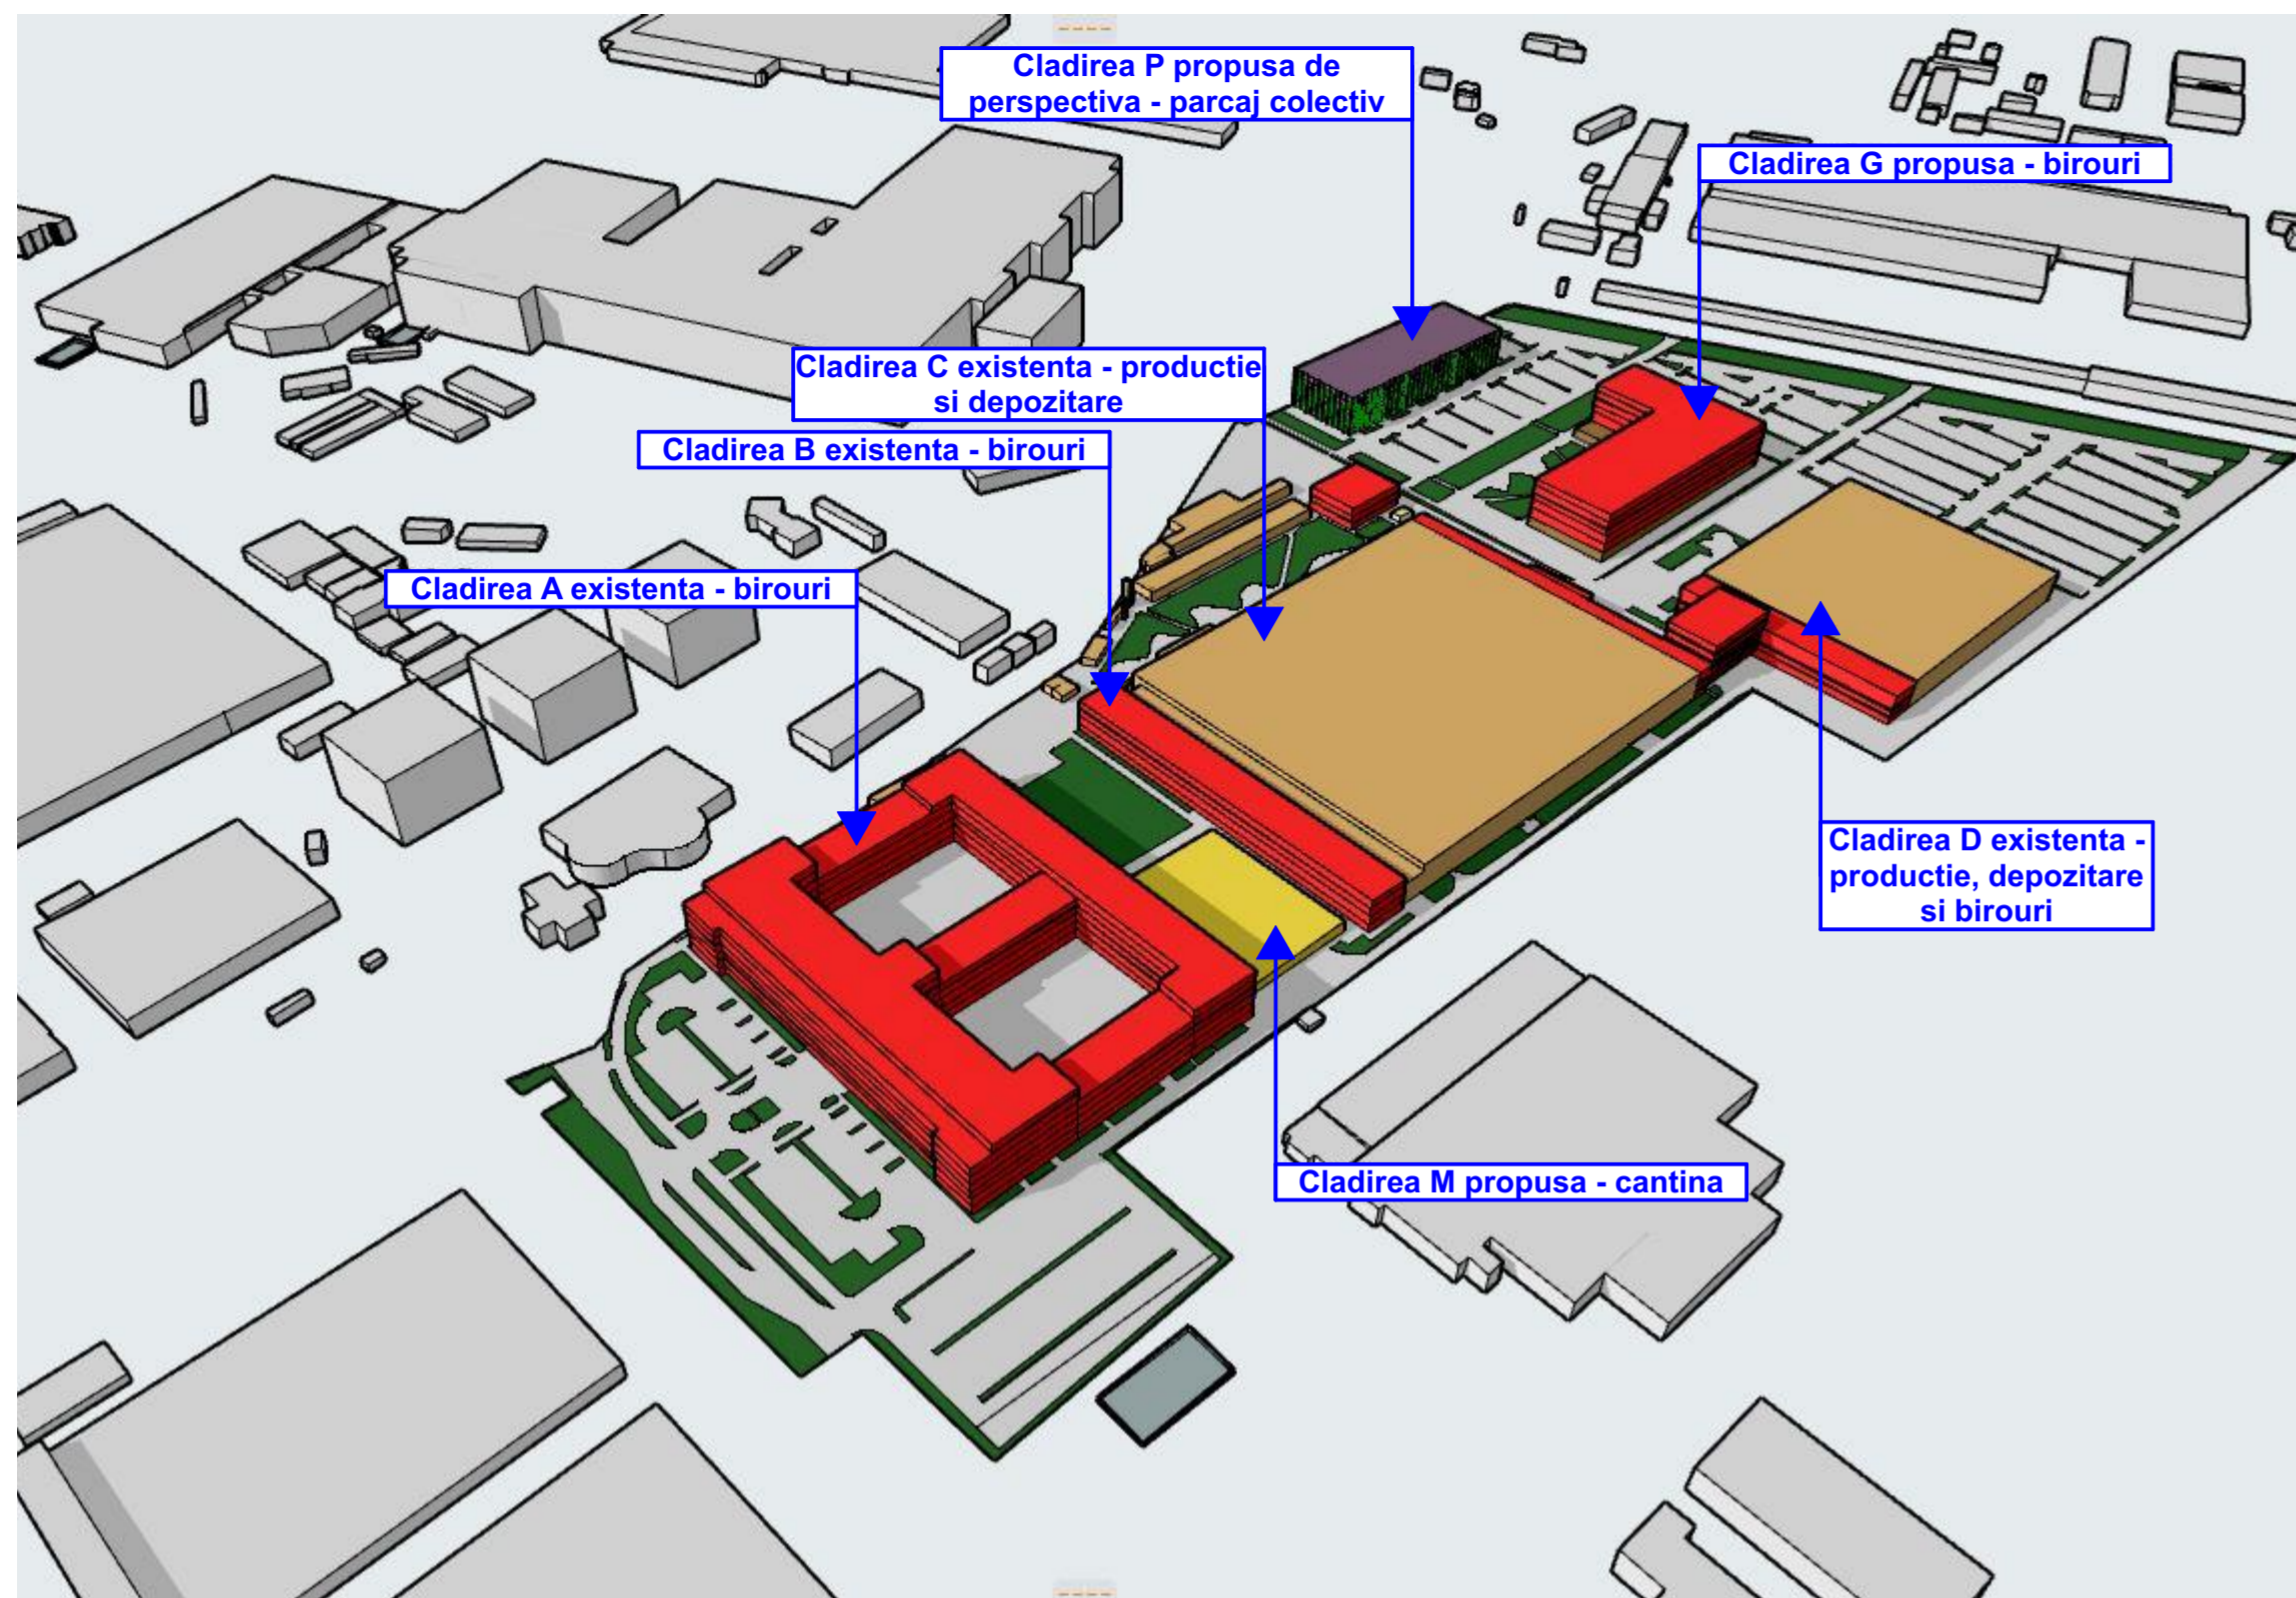 Cladirea P propusa de
perspectiva - parcaj colectiv
Cladirea G propusa - birouri
Cladirea C existenta - productie
si depozitare
Cladirea B existenta - birouri
Cladirea A existenta - birouri
Cladirea D existenta -
productie, depozitare
si birouri
Cladirea M propusa - cantina